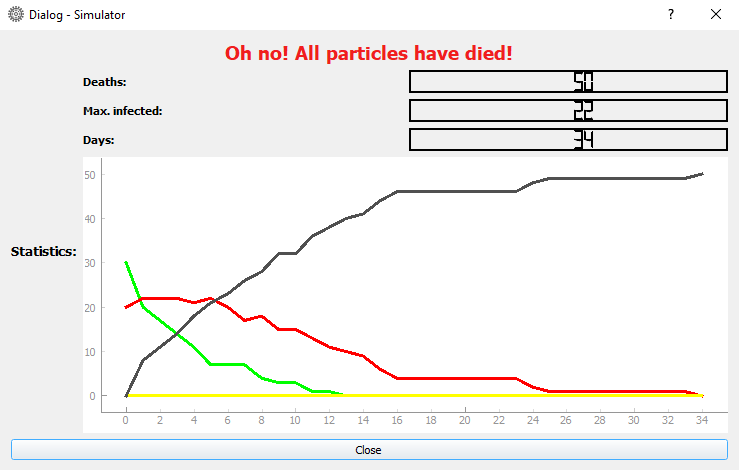 Dialog - Simulator
Oh no! All particles have died!
Deaths: 50
Max. infected: 22
Days: 34
Statistics:
50
40
30
20
10
0
0 2 4 6 8 10 12 14 16 18 20 22 24 26 28 30 32 34
Close